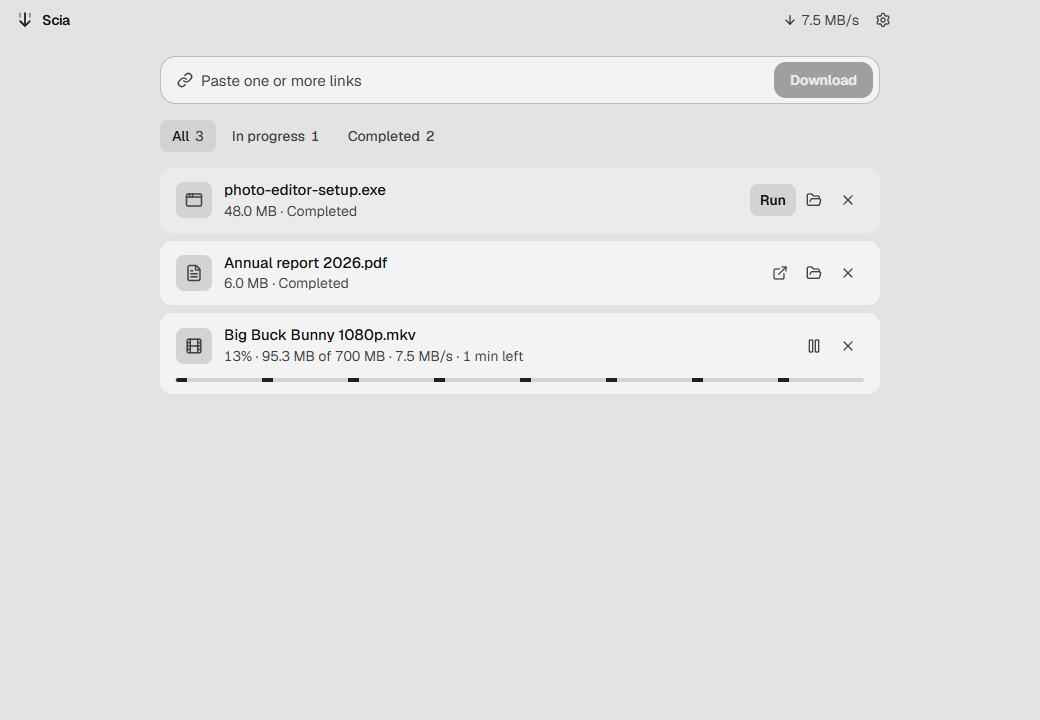 Scia
7.5 MB/s
Paste one or more links
Download
All 3
In progress 1
Completed 2
photo-editor-setup.exe
48.0 MB · Completed
Run
Annual report 2026.pdf
6.0 MB · Completed
Big Buck Bunny 1080p.mkv
13% · 95.3 MB of 700 MB · 7.5 MB/s · 1 min left